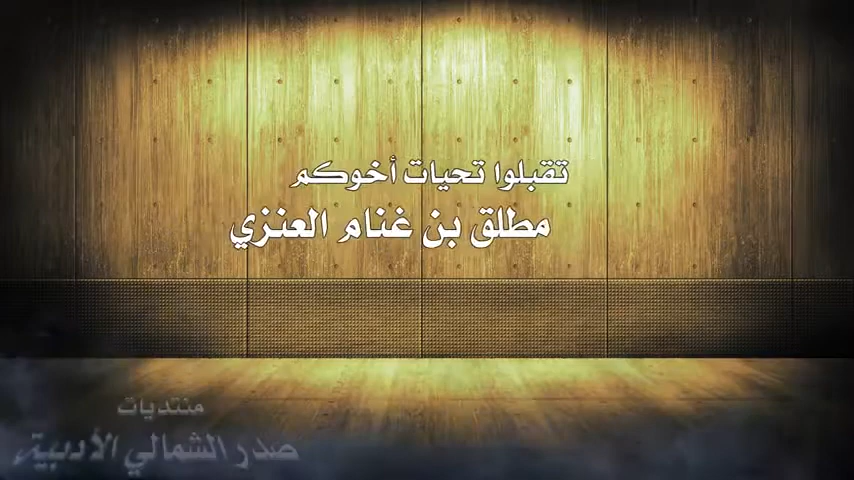 تقبلوا تحيات أخوكم
مطلق بن غنام العنزي
منتديات
صدر الشمالي الأدبية